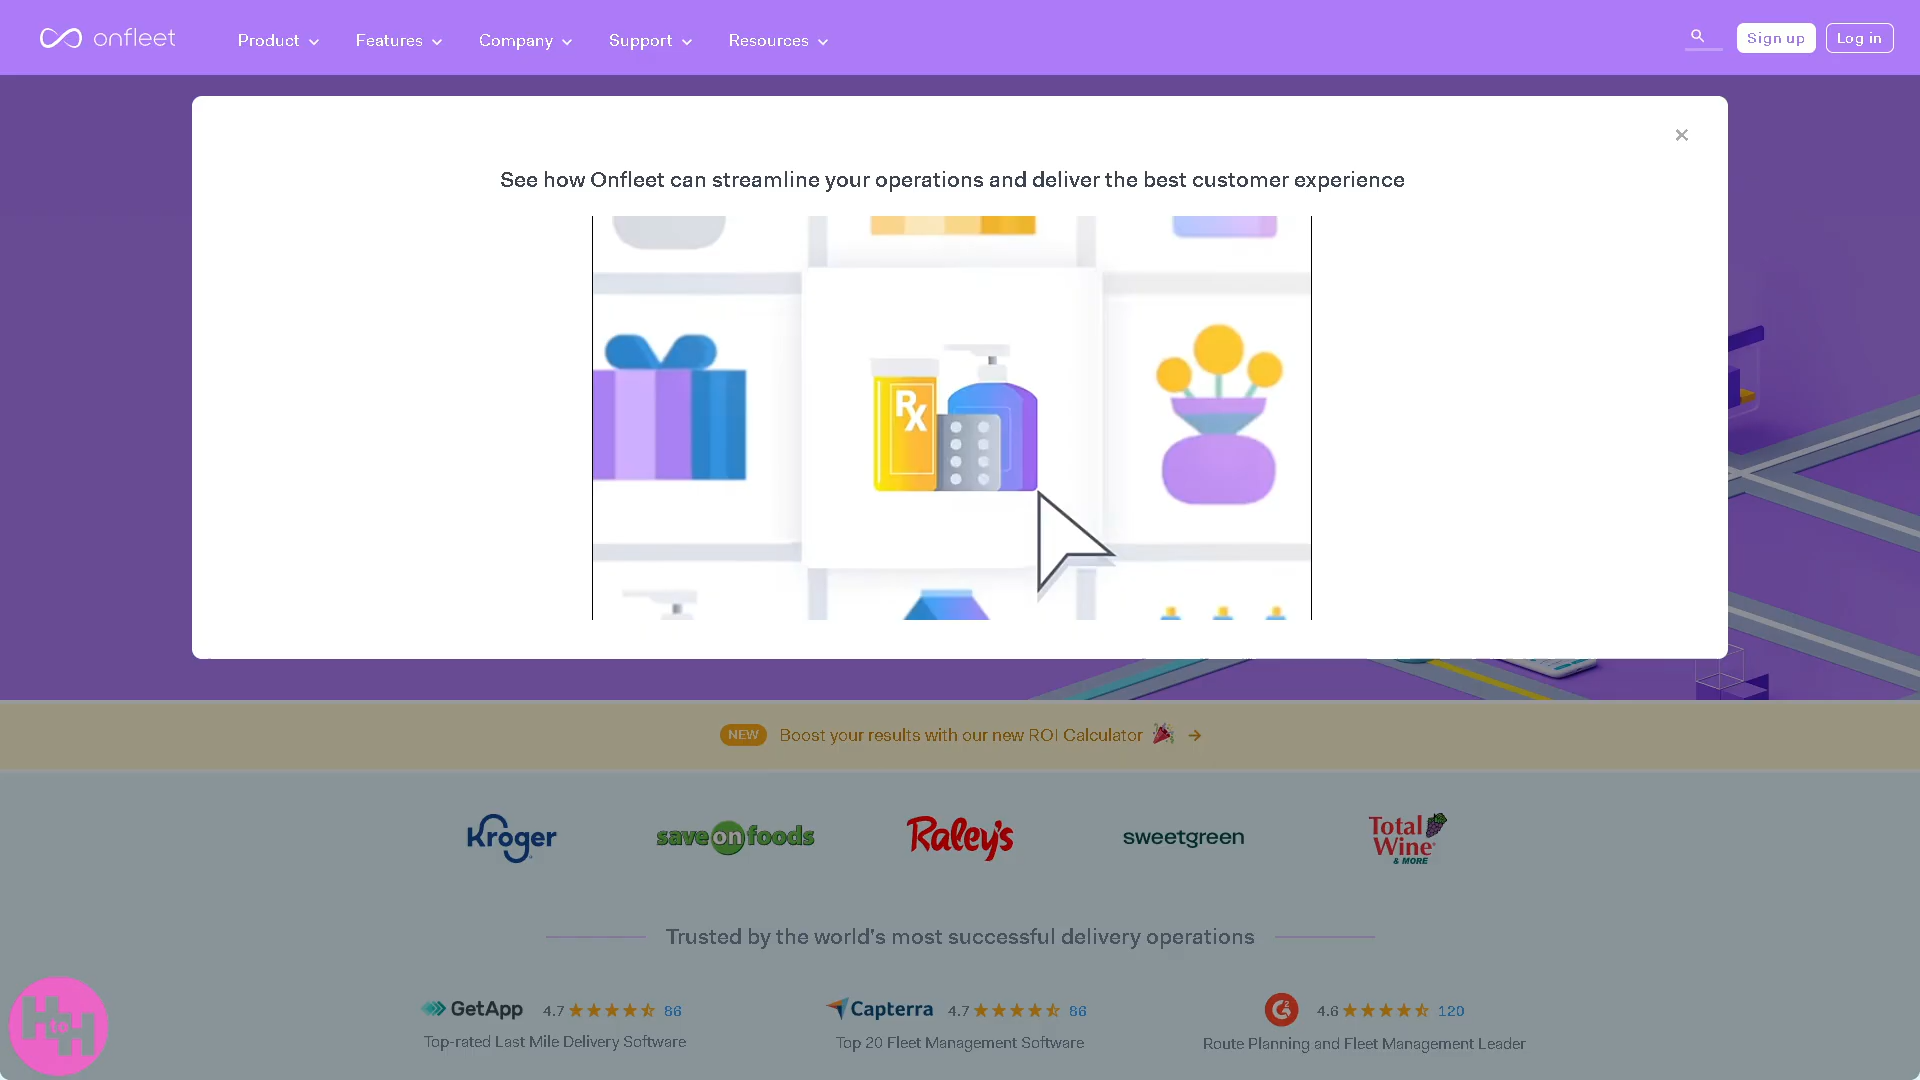 onfleet
Product
Features
Company
Support
Resources
Sign up
Log in
See how Onfleet can streamline your operations and deliver the best customer experience
Rx
NEW Boost your results with our new ROI Calculator
Kroger
save on foods
Raley's
sweetgreen
Total
Wine
& MORE
Trusted by the world's most successful delivery operations
GetApp 4.7 86
Top-rated Last Mile Delivery Software
Capterra 4.7 86
Top 20 Fleet Management Software
G2 4.6 120
Route Planning and Fleet Management Leader
H to H